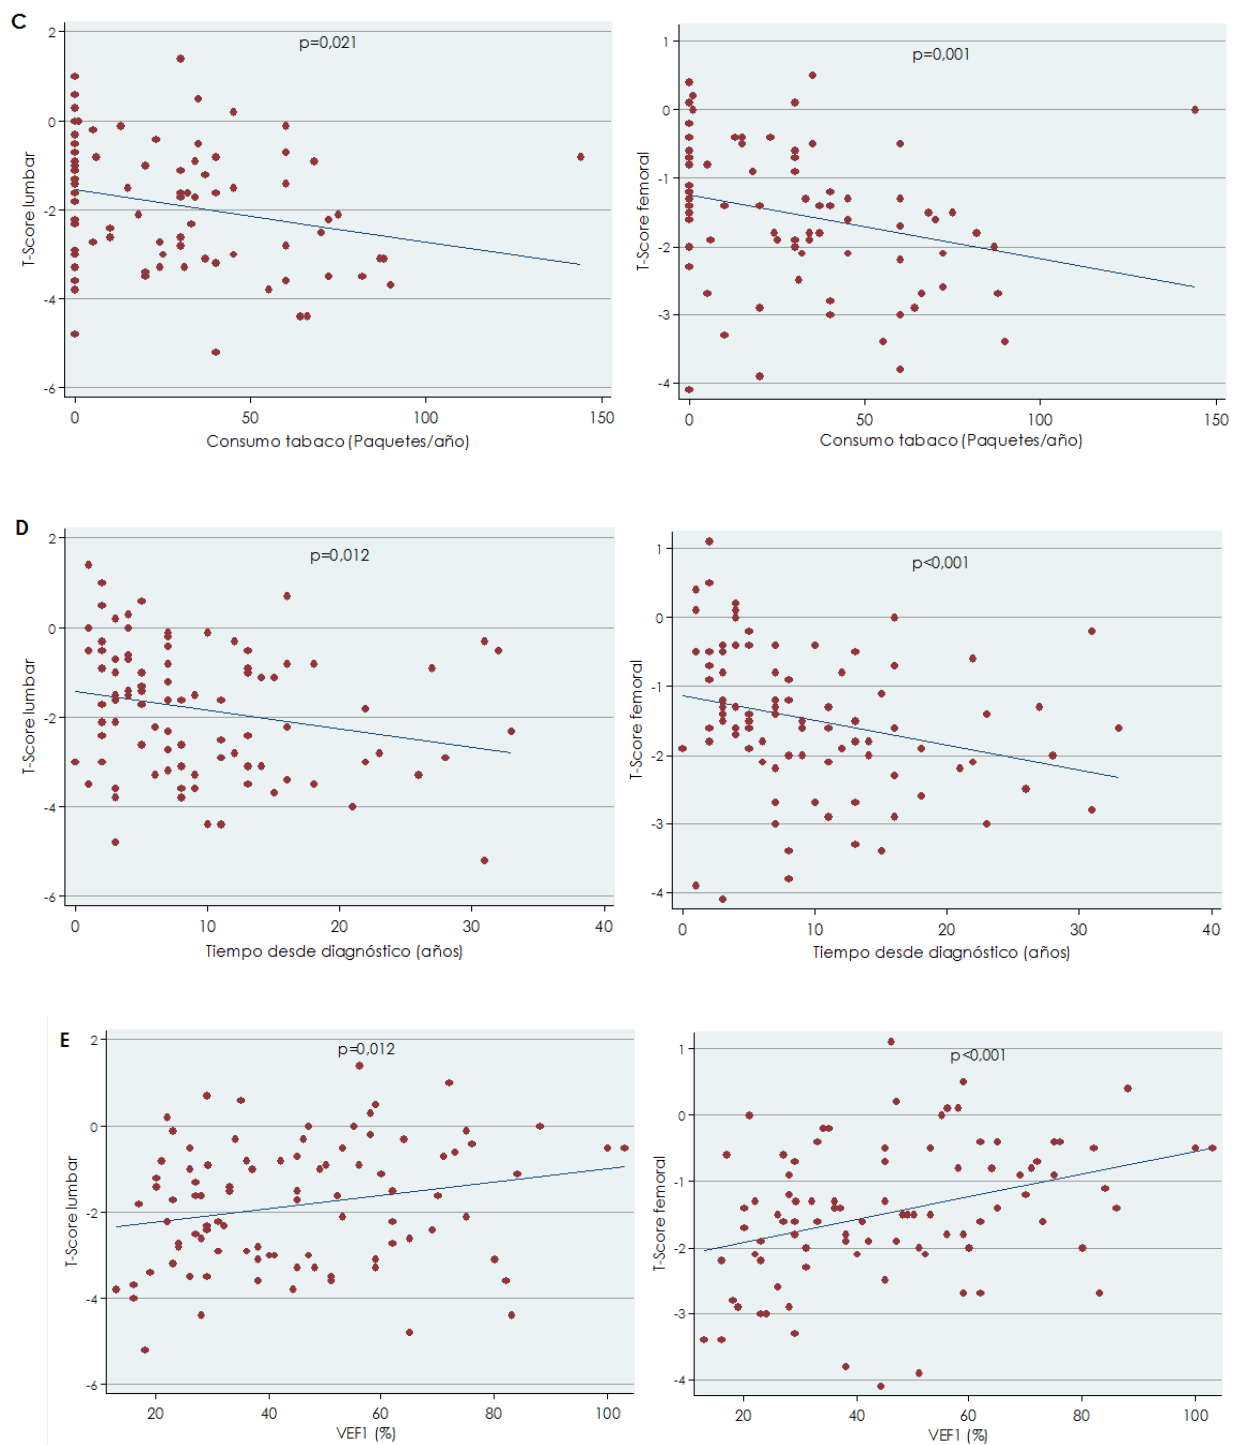 C
p=0,021
2
0
-2
-4
-6
T-Score lumbar
0 50 100 150
Consumo tabaco (Paquetes/año)
p=0,001
1
0
-1
-2
-3
-4
T-Score femoral
0 50 100 150
Consumo tabaco (Paquetes/año)
D
p=0,012
2
0
-2
-4
-6
T-Score lumbar
0 10 20 30 40
Tiempo desde diagnóstico (años)
p<0,001
1
0
-1
-2
-3
-4
T-Score femoral
0 10 20 30 40
Tiempo desde diagnóstico (años)
E
p=0,012
2
0
-2
-4
-6
T-Score lumbar
20 40 60 80 100
VEF1 (%)
p<0,001
1
0
-1
-2
-3
-4
T-Score femoral
20 40 60 80 100
VEF1 (%)